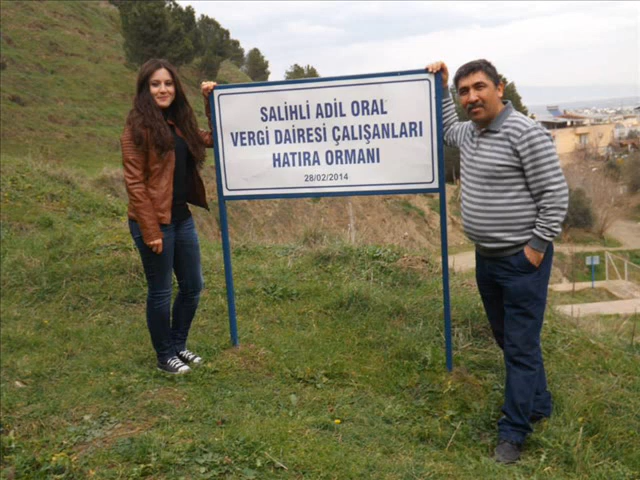 SALİHLİ ADİL ORAL
VERGİ DAİRESİ ÇALIŞANLARI
HATIRA ORMANI
28/02/2014